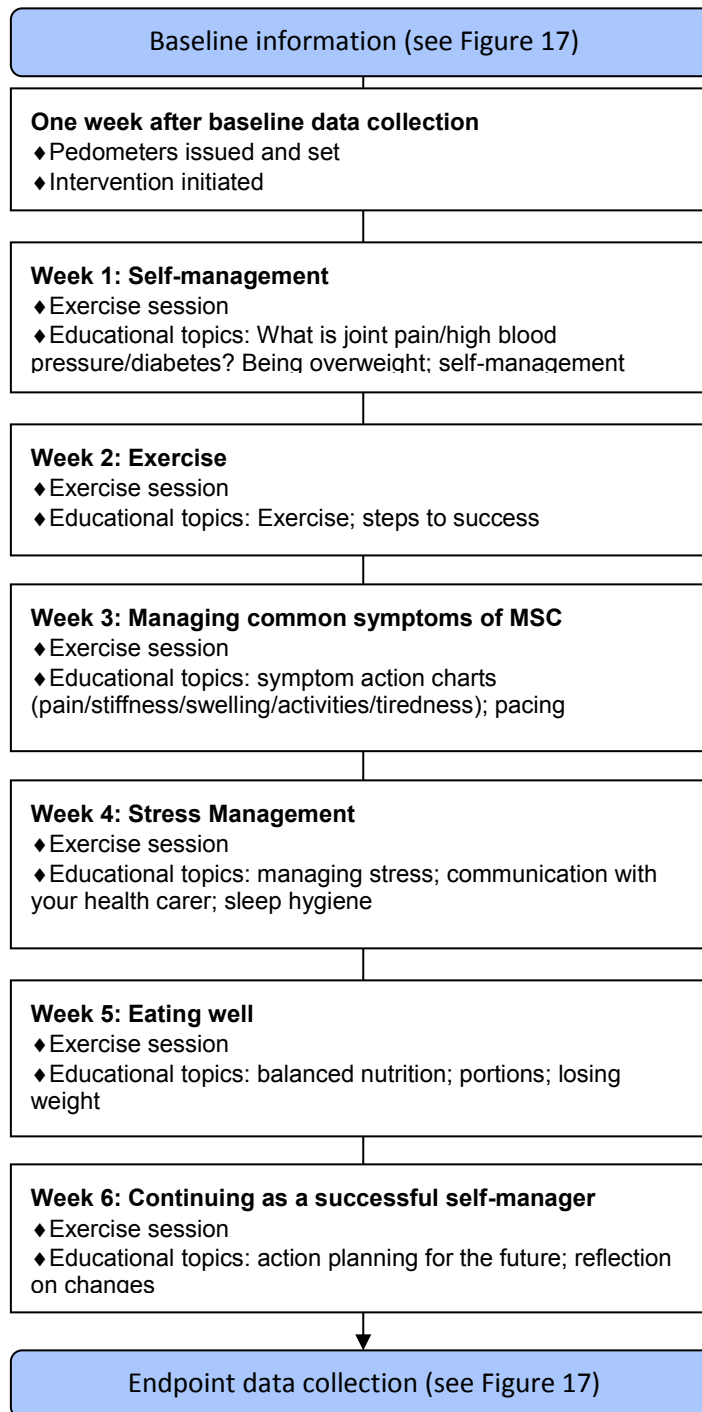 Baseline information (see Figure 17)
One week after baseline data collection
♦Pedometers issued and set
♦Intervention initiated
Week 1: Self-management
♦Exercise session
♦Educational topics: What is joint pain/high blood
pressure/diabetes? Being overweight; self-management
Week 2: Exercise
♦Exercise session
♦Educational topics: Exercise; steps to success
Week 3: Managing common symptoms of MSC
♦Exercise session
♦Educational topics: symptom action charts
(pain/stiffness/swelling/activities/tiredness); pacing
Week 4: Stress Management
♦Exercise session
♦Educational topics: managing stress; communication with
your health carer; sleep hygiene
Week 5: Eating well
♦Exercise session
♦Educational topics: balanced nutrition; portions; losing
weight
Week 6: Continuing as a successful self-manager
♦Exercise session
♦Educational topics: action planning for the future; reflection
on changes
Endpoint data collection (see Figure 17)